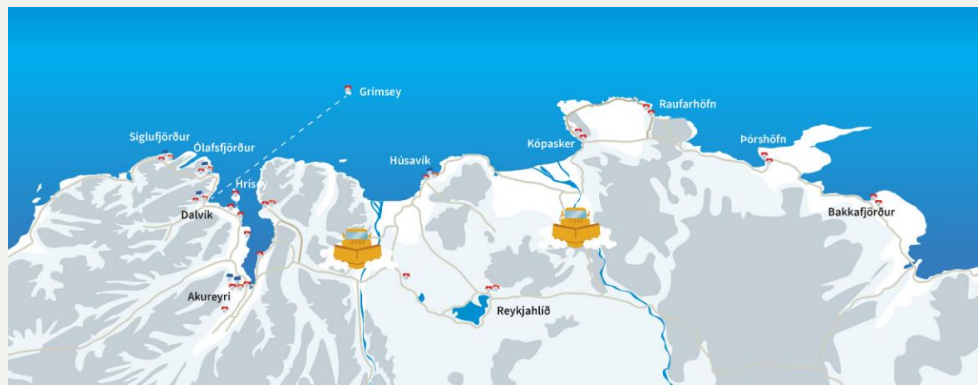 Grímsey
Raufarhöfn
Siglufjörður
Ólafsfjörður
Kópasker
Þórshöfn
Húsavík
Hrísey
Dalvík
Bakkafjörður
Akureyri
Reykjahlíð